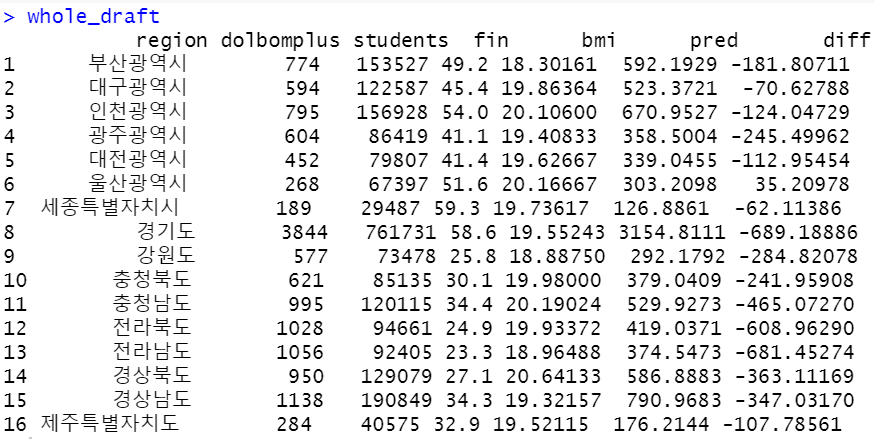 > whole_draft
region dolbomplus students fin bmi pred diff
1 부산광역시 774 153527 49.2 18.30161 592.1929 -181.80711
2 대구광역시 594 122587 45.4 19.86364 523.3721 -70.62788
3 인천광역시 795 156928 54.0 20.10600 670.9527 -124.04729
4 광주광역시 604 86419 41.1 19.40833 358.5004 -245.49962
5 대전광역시 452 79807 41.4 19.62667 339.0455 -112.95454
6 울산광역시 268 67397 51.6 20.16667 303.2098 35.20978
7 세종특별자치시 189 29487 59.3 19.73617 126.8861 -62.11386
8 경기도 3844 761731 58.6 19.55243 3154.8111 -689.18886
9 강원도 577 73478 25.8 18.88750 292.1792 -284.82078
10 충청북도 621 85135 30.1 19.98000 379.0409 -241.95908
11 충청남도 995 120115 34.4 20.19024 529.9273 -465.07270
12 전라북도 1028 94661 24.9 19.93372 419.0371 -608.96290
13 전라남도 1056 92405 23.3 18.96488 374.5473 -681.45274
14 경상북도 950 129079 27.1 20.64133 586.8883 -363.11169
15 경상남도 1138 190849 34.3 19.32157 790.9683 -347.03170
16 제주특별자치도 284 40575 32.9 19.52115 176.2144 -107.78561